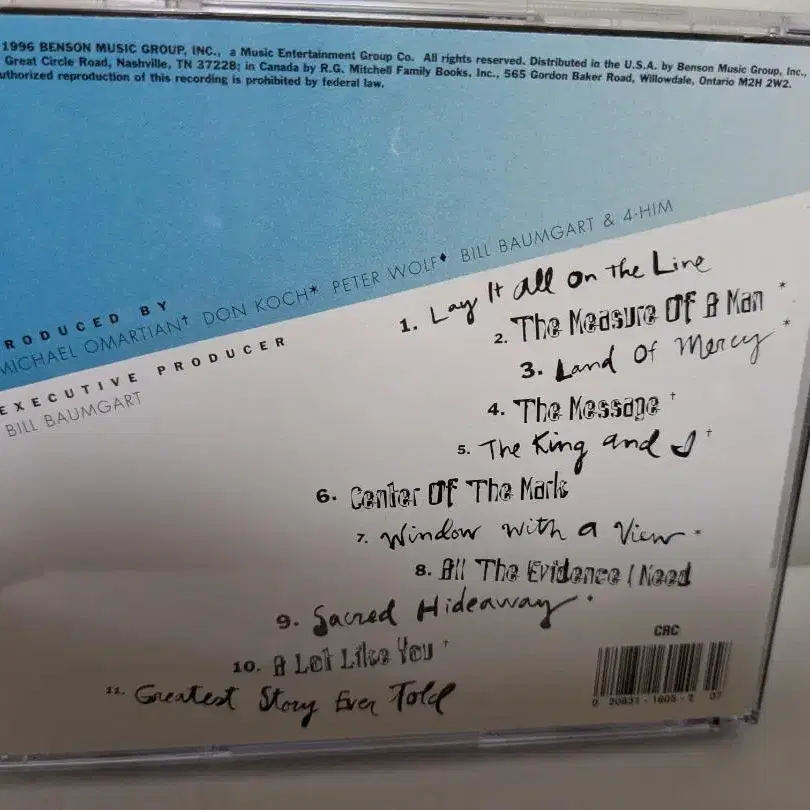 1996 BENSON MUSIC GROUP, INC., a Music Entertainment Group Co. All rights reserved. Distributed in the U.S.A. by Benson Music Group, Inc.,
Great Circle Road, Nashville, TN 37228; in Canada by R.G. Mitchell Family Books, Inc., 565 Gordon Baker Road, Willowdale, Ontario M2H 2W2.
uthorized reproduction of this recording is prohibited by federal law.
RODUCED BY
MICHAEL OMARTIAN† DON KOCH* PETER WOLF♦ BILL BAUMGART & 4·HIM
EXECUTIVE PRODUCER
BILL BAUMGART
1. Lay It all on the Line
2. The Measure Of A Man *
3. Land Of Mercy *
4. The Message †
5. The King and I †
6. Center Of The Mark
7. Window with a View *
8. All The Evidence I Need
9. Sacred Hideaway
10. A Lot Like You †
11. Greatest Story Ever Told
CRC